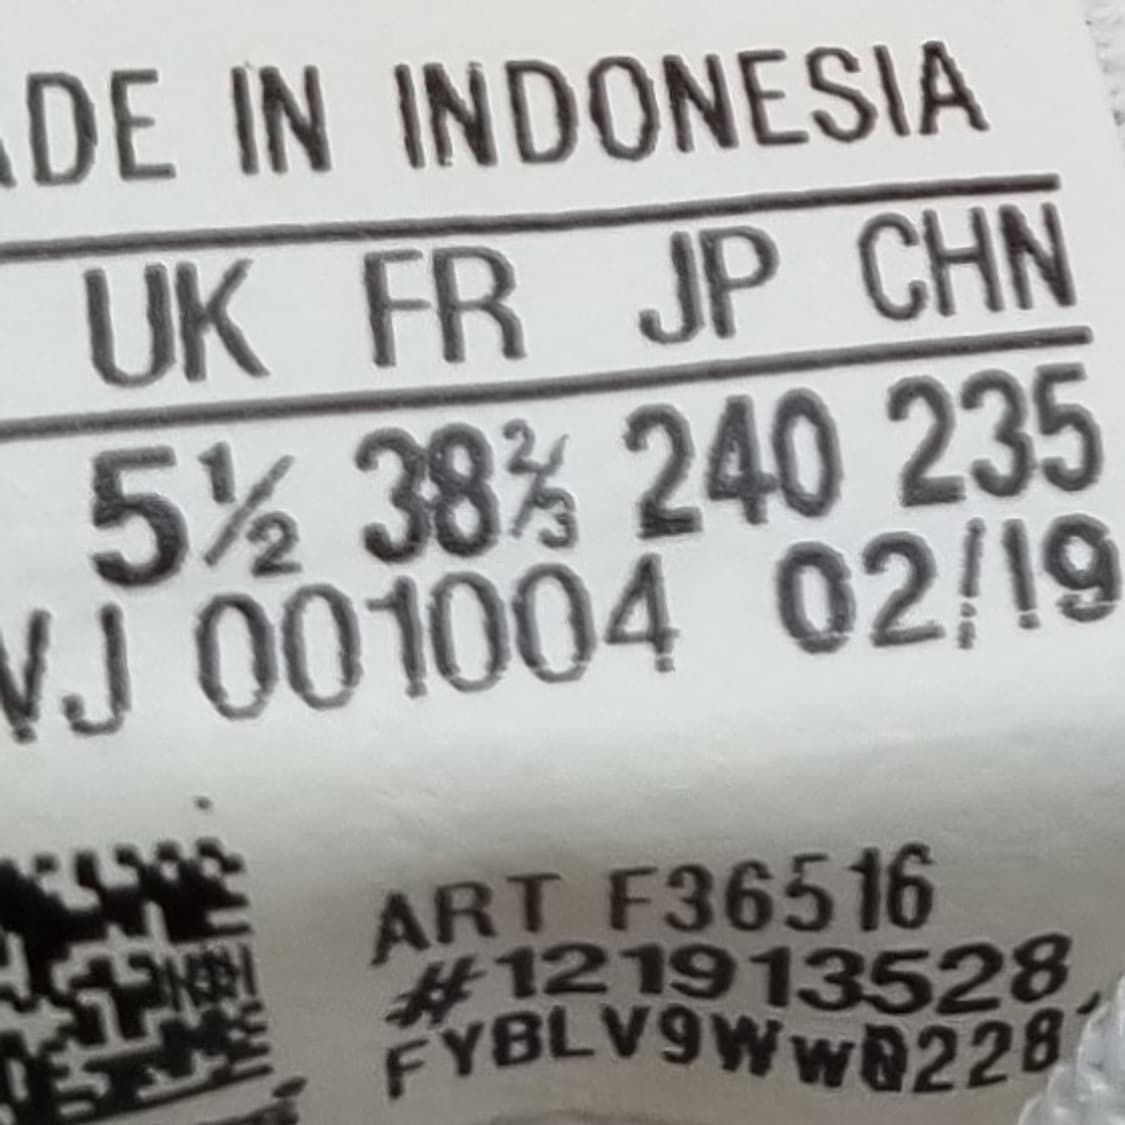 ADE IN INDONESIA
UK FR JP CHN
5½ 38⅔ 240 235
VJ 001004 02/19
ART F36516
#121913528
FYBLV9WW0228